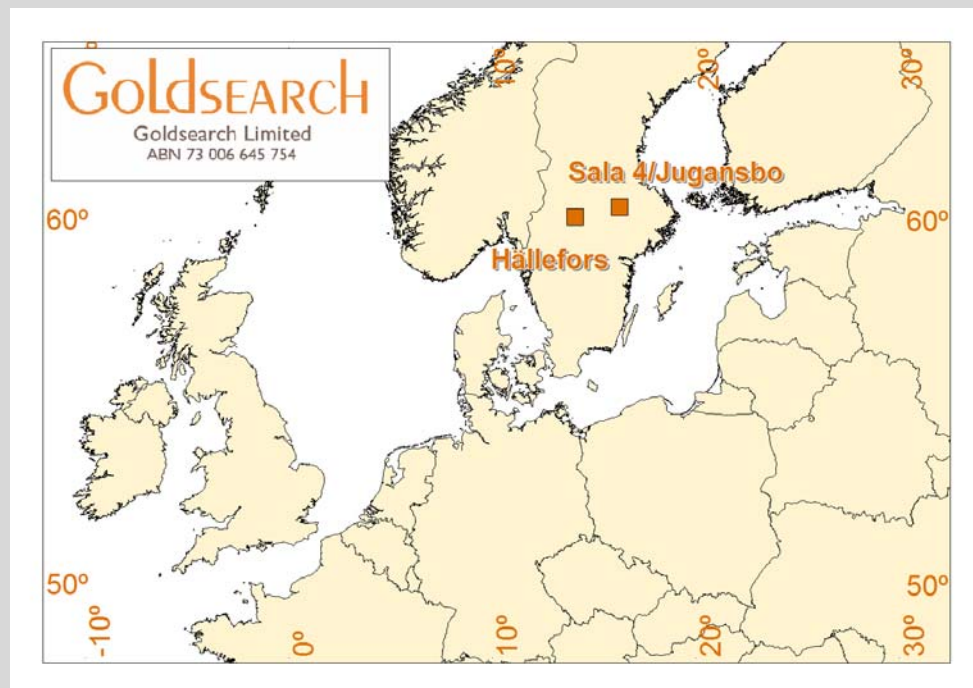 GOLDSEARCH
Goldsearch Limited
ABN 73 006 645 754
10º
20º
30º
Sala 4/Jugansbo
60º
60º
Hällefors
50º
50º
-10º
0º
10º
20º
30º